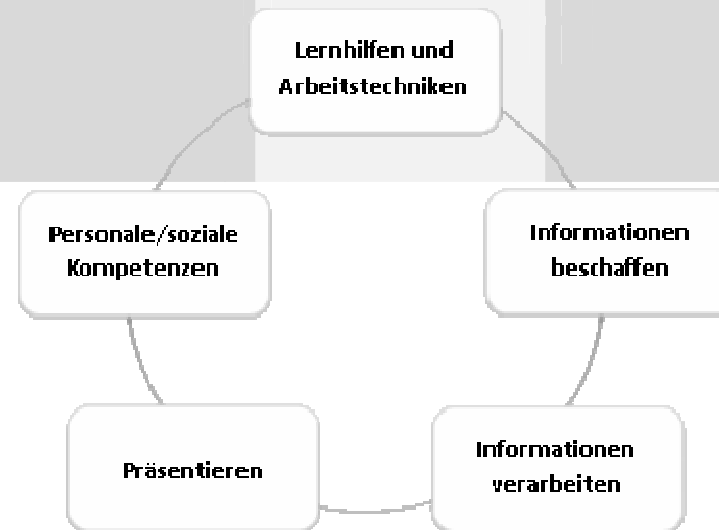 Lernhilfen und
Arbeitstechniken
Personale/soziale
Kompetenzen
Informationen
beschaffen
Präsentieren
Informationen
verarbeiten